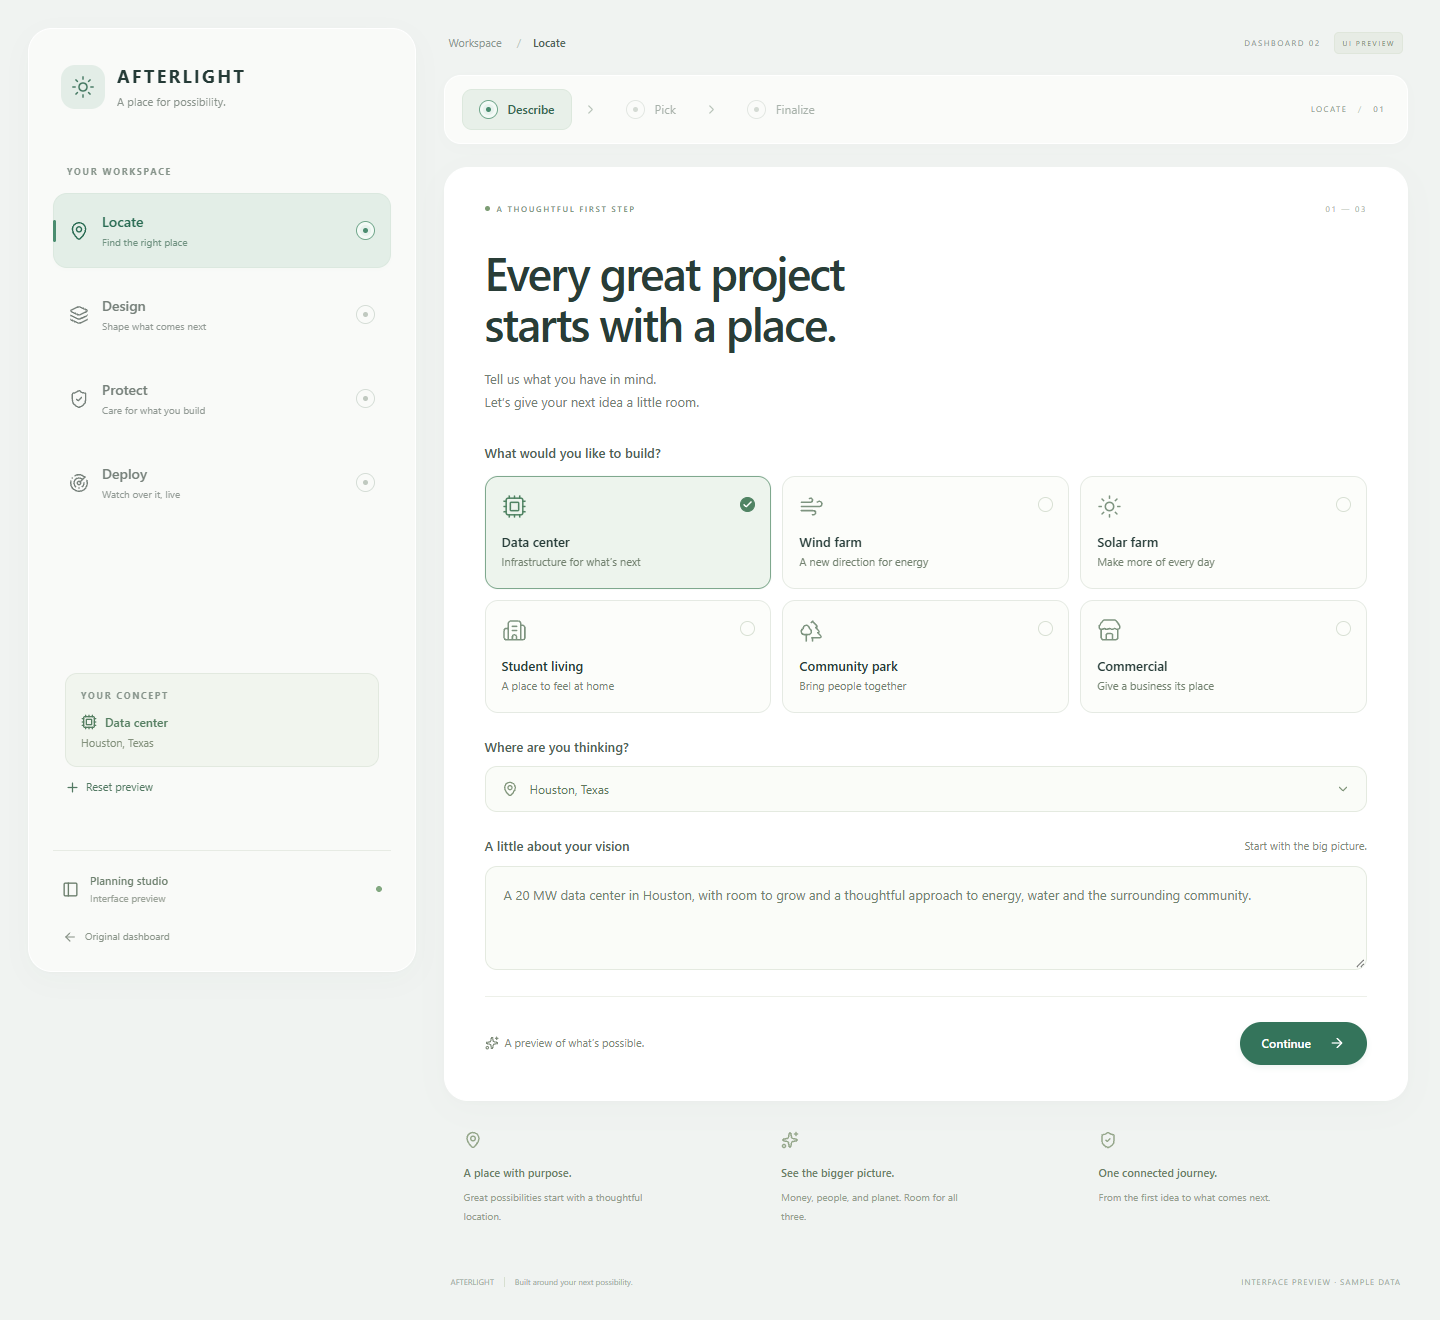 AFTERLIGHT
A place for possibility.
YOUR WORKSPACE
Locate
Find the right place
Design
Shape what comes next
Protect
Care for what you build
Deploy
Watch over it, live
YOUR CONCEPT
Data center
Houston, Texas
Reset preview
Planning studio
Interface preview
Original dashboard
Workspace / Locate
DASHBOARD 02
UI PREVIEW
Describe
Pick
Finalize
LOCATE / 01
A THOUGHTFUL FIRST STEP
01 — 03
Every great project
starts with a place.
Tell us what you have in mind.
Let's give your next idea a little room.
What would you like to build?
Data center
Infrastructure for what's next
Wind farm
A new direction for energy
Solar farm
Make more of every day
Student living
A place to feel at home
Community park
Bring people together
Commercial
Give a business its place
Where are you thinking?
Houston, Texas
A little about your vision
Start with the big picture.
A 20 MW data center in Houston, with room to grow and a thoughtful approach to energy, water and the surrounding community.
A preview of what's possible.
Continue
A place with purpose.
Great possibilities start with a thoughtful
location.
See the bigger picture.
Money, people, and planet. Room for all
three.
One connected journey.
From the first idea to what comes next.
AFTERLIGHT | Built around your next possibility.
INTERFACE PREVIEW · SAMPLE DATA